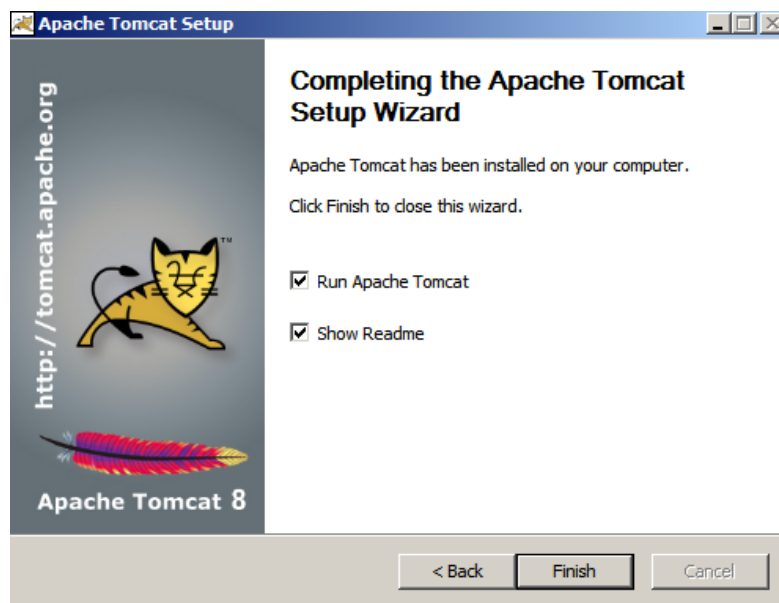 Apache Tomcat Setup
http://tomcat.apache.org
TM
Apache Tomcat 8
Completing the Apache Tomcat
Setup Wizard
Apache Tomcat has been installed on your computer.
Click Finish to close this wizard.
Run Apache Tomcat
Show Readme
< Back
Finish
Cancel